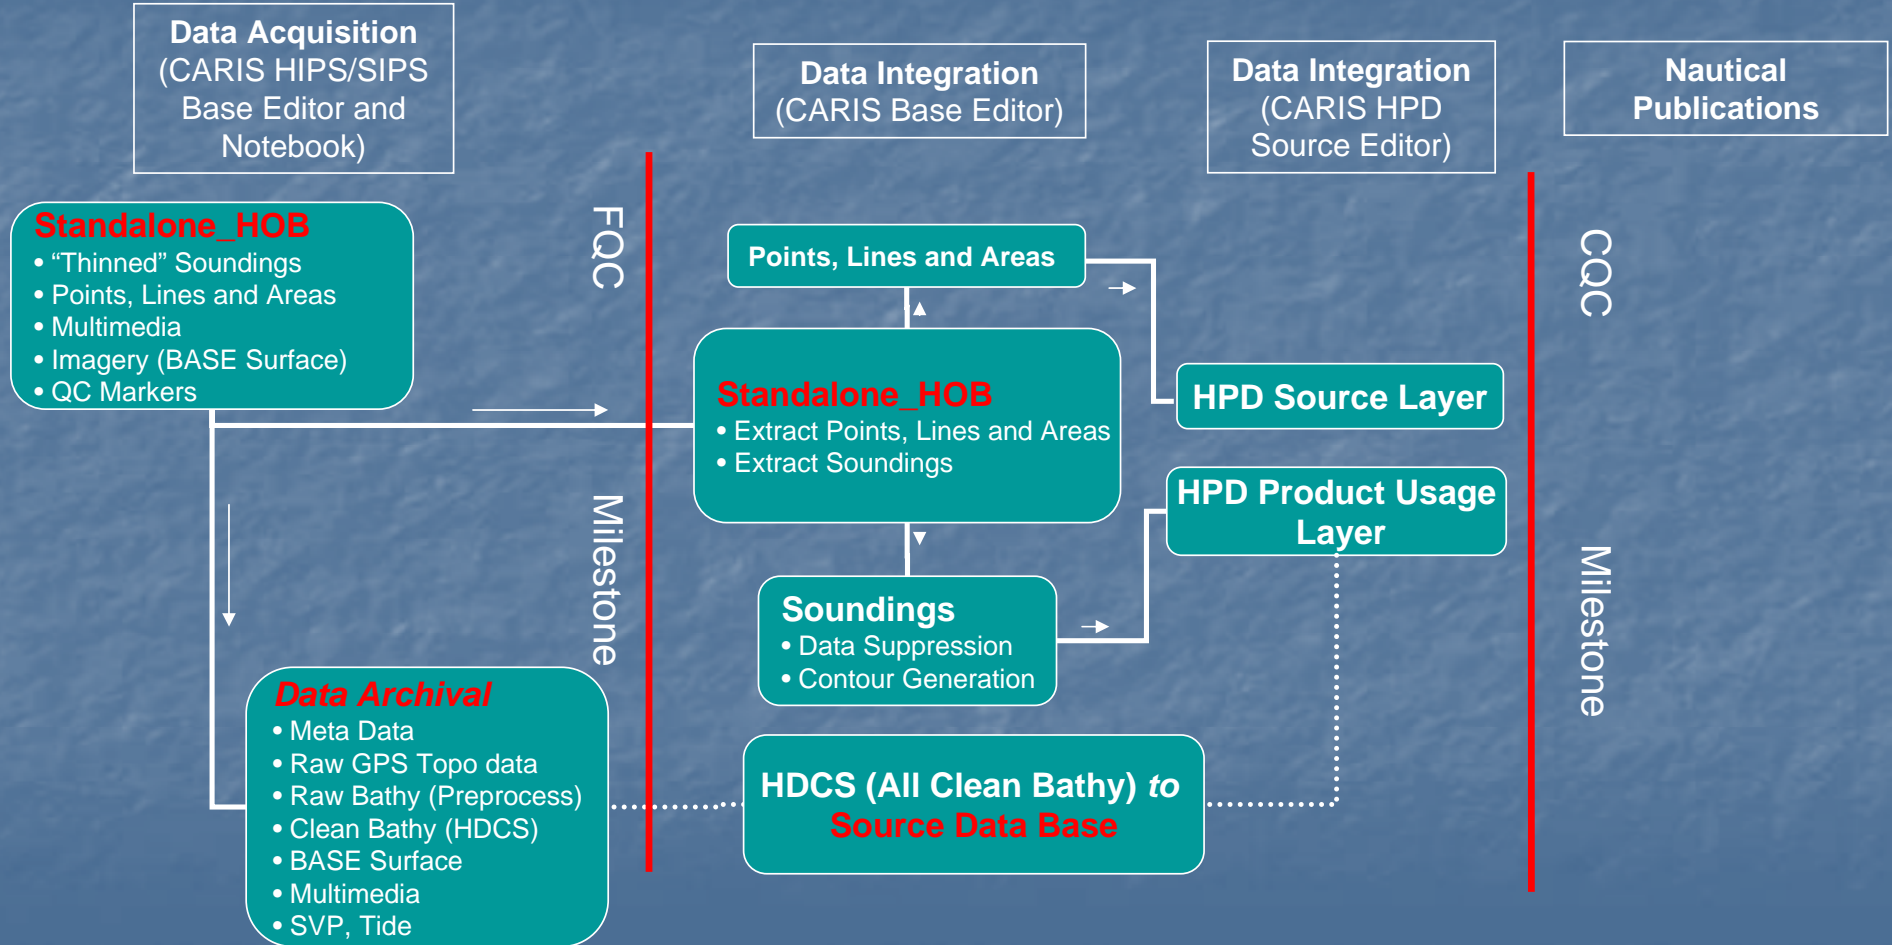 Data Acquisition
(CARIS HIPS/SIPS
Base Editor and
Notebook)
Data Integration
(CARIS Base Editor)
Data Integration
(CARIS HPD
Source Editor)
Nautical
Publications
Standalone_HOB
• “Thinned” Soundings
• Points, Lines and Areas
• Multimedia
• Imagery (BASE Surface)
• QC Markers
FQC
Milestone
Data Archival
• Meta Data
• Raw GPS Topo data
• Raw Bathy (Preprocess)
• Clean Bathy (HDCS)
• BASE Surface
• Multimedia
• SVP, Tide
Points, Lines and Areas
Standalone_HOB
• Extract Points, Lines and Areas
• Extract Soundings
Soundings
• Data Suppression
• Contour Generation
HDCS (All Clean Bathy) to
Source Data Base
HPD Source Layer
HPD Product Usage
Layer
CQC
Milestone